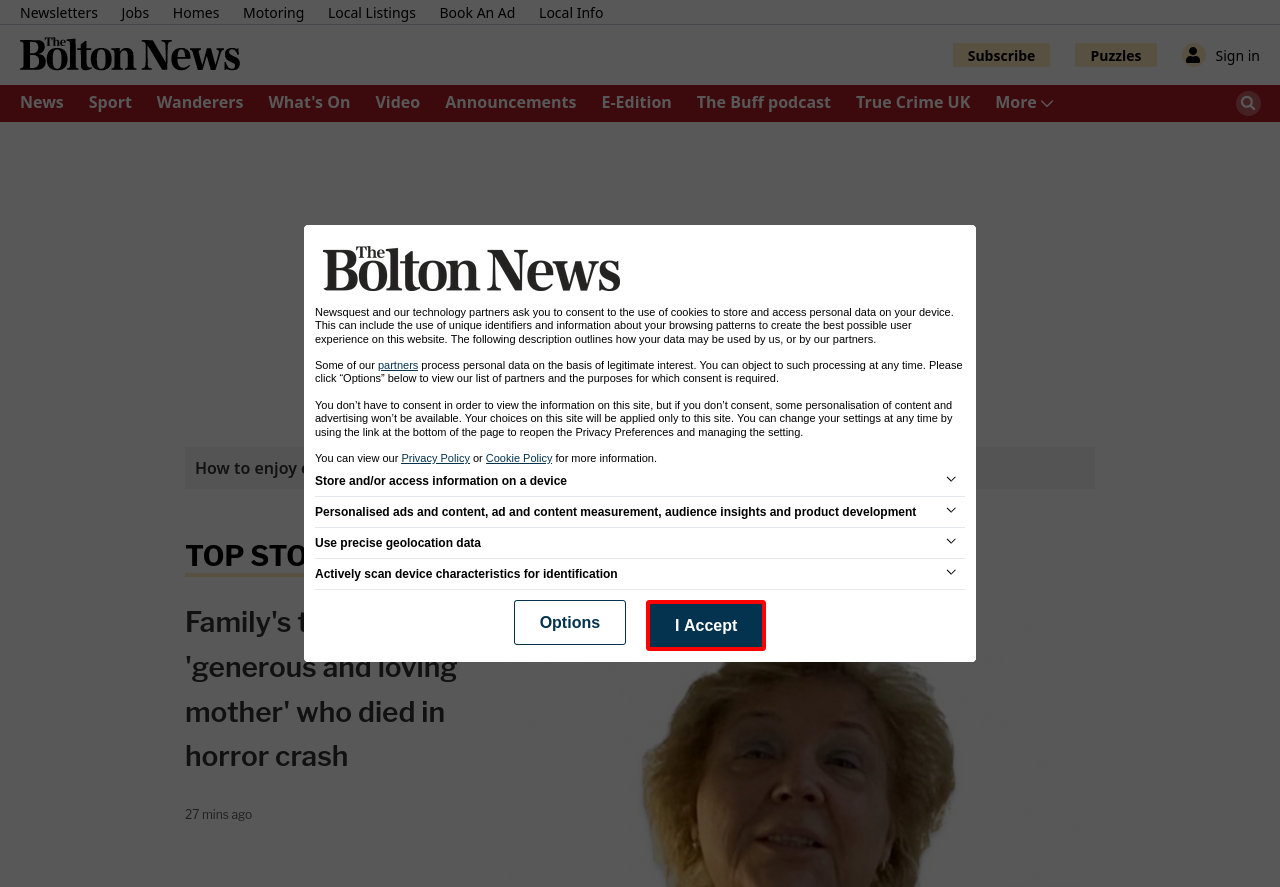 Newsletters Jobs Homes Motoring Local Listings Book An Ad Local Info
The Bolton News Subscribe Puzzles Sign in
News Sport Wanderers What's On Video Announcements E-Edition The Buff podcast True Crime UK More
The Bolton News
Newsquest and our technology partners ask you to consent to the use of cookies to store and access personal data on your device.
This can include the use of unique identifiers and information about your browsing patterns to create the best possible user
experience on this website. The following description outlines how your data may be used by us, or by our partners.
Some of our partners process personal data on the basis of legitimate interest. You can object to such processing at any time. Please
click “Options” below to view our list of partners and the purposes for which consent is required.
You don’t have to consent in order to view the information on this site, but if you don’t consent, some personalisation of content and
advertising won’t be available. Your choices on this site will be applied only to this site. You can change your settings at any time by
using the link at the bottom of the page to reopen the Privacy Preferences and managing the setting.
You can view our Privacy Policy or Cookie Policy for more information.
Store and/or access information on a device
Personalised ads and content, ad and content measurement, audience insights and product development
Use precise geolocation data
Actively scan device characteristics for identification
Options I Accept
How to enjoy
TOP STO
Family's t
'generous and loving
mother' who died in
horror crash
27 mins ago